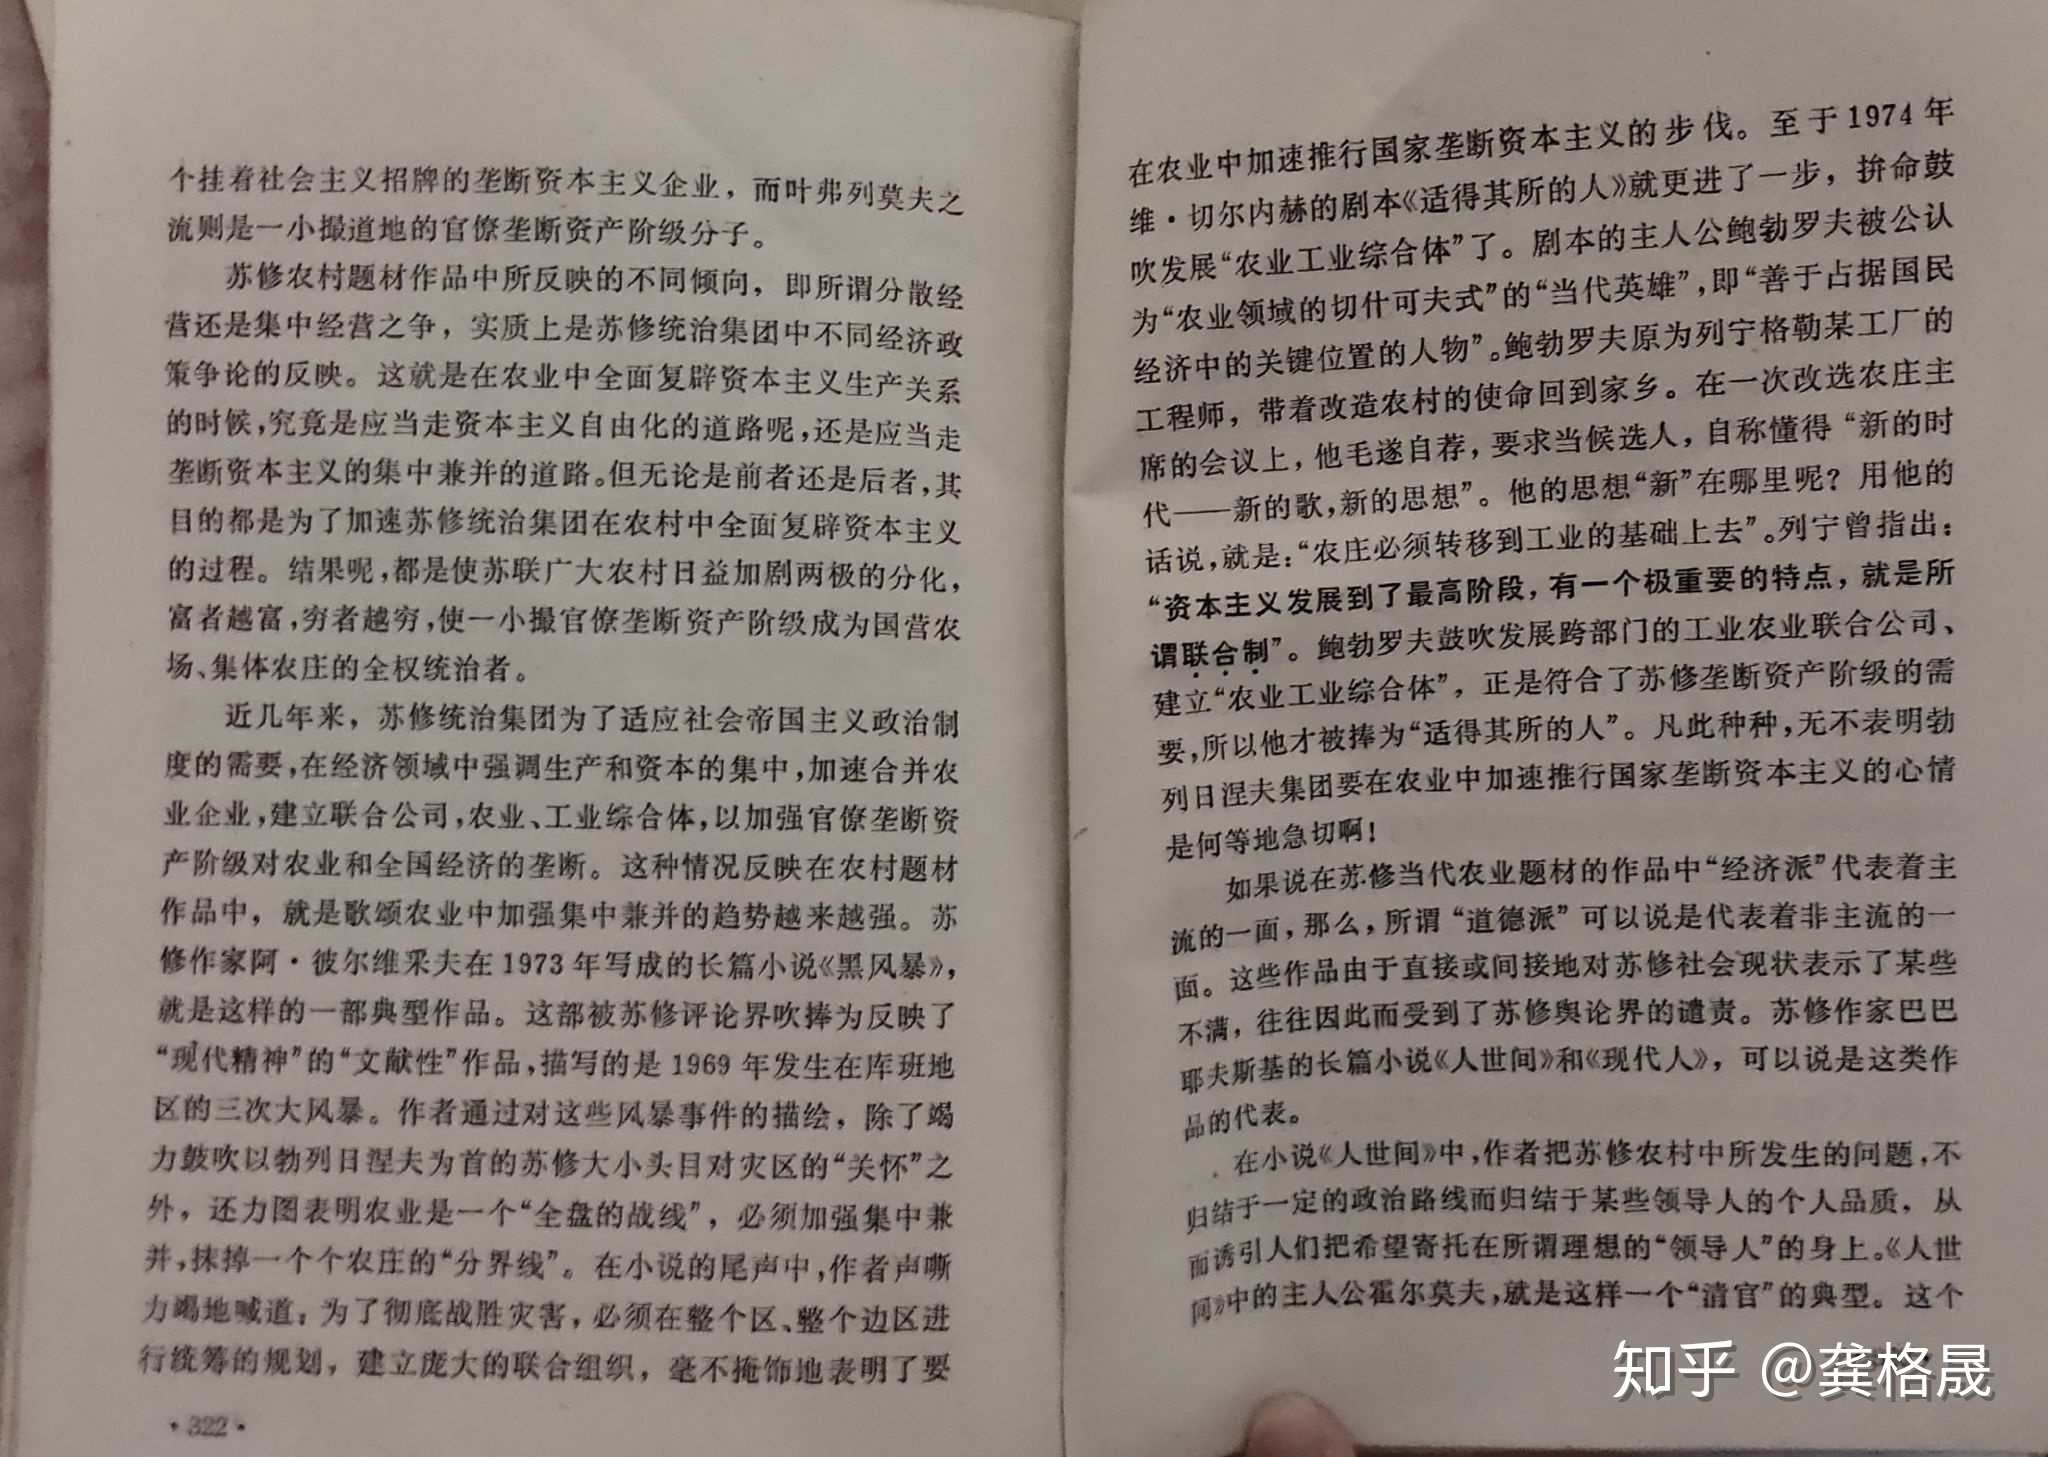 个挂着社会主义招牌的垄断资本主义企业，而叶弗列莫夫之
流则是一小撮道地的官僚垄断资产阶级分子。
苏修农村题材作品中所反映的不同倾向，即所谓分散经
营还是集中经营之争，实质上是苏修统治集团中不同经济政
策争论的反映。这就是在农业中全面复辟资本主义生产关系
的时候，究竟是应当走资本主义自由化的道路呢，还是应当走
垄断资本主义的集中兼并的道路。但无论是前者还是后者，其
目的都是为了加速苏修统治集团在农村中全面复辟资本主义
的过程。结果呢，都是使苏联广大农村日益加剧两极的分化，
富者越富，穷者越穷，使一小撮官僚垄断资产阶级成为国营农
场、集体农庄的全权统治者。
近几年来，苏修统治集团为了适应社会帝国主义政治制
度的需要，在经济领域中强调生产和资本的集中，加速合并农
业企业，建立联合公司，农业、工业综合体，以加强官僚垄断资
产阶级对农业和全国经济的垄断。这种情况反映在农村题材
作品中，就是歌颂农业中加强集中兼并的趋势越来越强。苏
修作家阿·彼尔维采夫在1973年写成的长篇小说《黑风暴》，
就是这样的一部典型作品。这部被苏修评论界吹捧为反映了
“现代精神”的“文献性”作品，描写的是1969年发生在库班地
区的三次大风暴。作者通过对这些风暴事件的描绘，除了竭
力鼓吹以勃列日涅夫为首的苏修大小头目对灾区的“关怀”之
外，还力图表明农业是一个“全盘的战线”，必须加强集中兼
并，抹掉一个个农庄的“分界线”。在小说的尾声中，作者声嘶
力竭地喊道：为了彻底战胜灾害，必须在整个区、整个边区进
行统筹的规划，建立庞大的联合组织，毫不掩饰地表明了要
·322·
在农业中加速推行国家垄断资本主义的步伐。至于1974年
维·切尔内赫的剧本《适得其所的人》就更进了一步，拚命鼓
吹发展“农业工业综合体”了。剧本的主人公鲍勃罗夫被公认
为“农业领域的切什可夫式”的“当代英雄”，即“善于占据国民
经济中的关键位置的人物”。鲍勃罗夫原为列宁格勒某工厂的
工程师，带着改造农村的使命回到家乡。在一次改选农庄主
席的会议上，他毛遂自荐，要求当候选人，自称懂得“新的时
代——新的歌，新的思想”。他的思想“新”在哪里呢？用他的
话说，就是：“农庄必须转移到工业的基础上去”。列宁曾指出：
“资本主义发展到了最高阶段，有一个极重要的特点，就是所
谓联合制”。鲍勃罗夫鼓吹发展跨部门的工业农业联合公司、
建立“农业工业综合体”，正是符合了苏修垄断资产阶级的需
要，所以他才被捧为“适得其所的人”。凡此种种，无不表明勃
列日涅夫集团要在农业中加速推行国家垄断资本主义的心情
是何等地急切啊！
如果说在苏修当代农业题材的作品中“经济派”代表着主
流的一面，那么，所谓“道德派”可以说是代表着非主流的一
面。这些作品由于直接或间接地对苏修社会现状表示了某些
不满，往往因此而受到了苏修舆论界的谴责。苏修作家巴巴
耶夫斯基的长篇小说《人世间》和《现代人》，可以说是这类作
品的代表。
在小说《人世间》中，作者把苏修农村中所发生的问题，不
归结于一定的政治路线而归结于某些领导人的个人品质，从
而诱引人们把希望寄托在所谓理想的“领导人”的身上。《人世
间》中的主人公霍尔莫夫，就是这样一个“清官”的典型。这个
知乎 @龚格晟